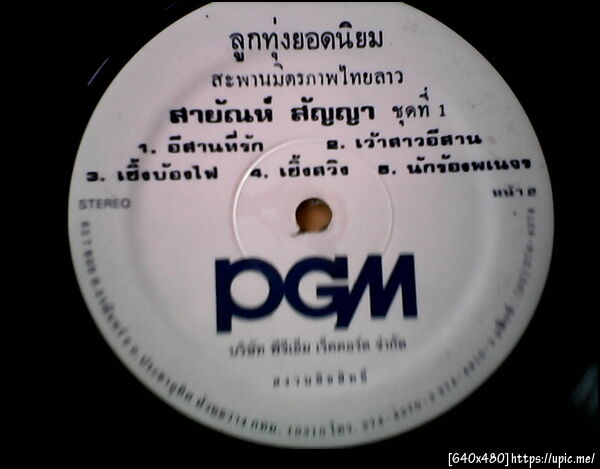 ลูกทุ่งยอดนิยม
สะพานมิตรภาพไทยลาว
สายัณห์ สัญญา ชุดที่ 1
1. อีสานที่รัก 2. เว้าสาวอีสาน
3. เซิ้งบ้องไฟ 4. เซิ้งสวิง 5. นักร้องพเนจร
STEREO
หน้า 2
PGM
บริษัท พีจีเอ็ม เร็คคอร์ด จำกัด
สงวนลิขสิทธิ์
[640x480]https://upic.me/